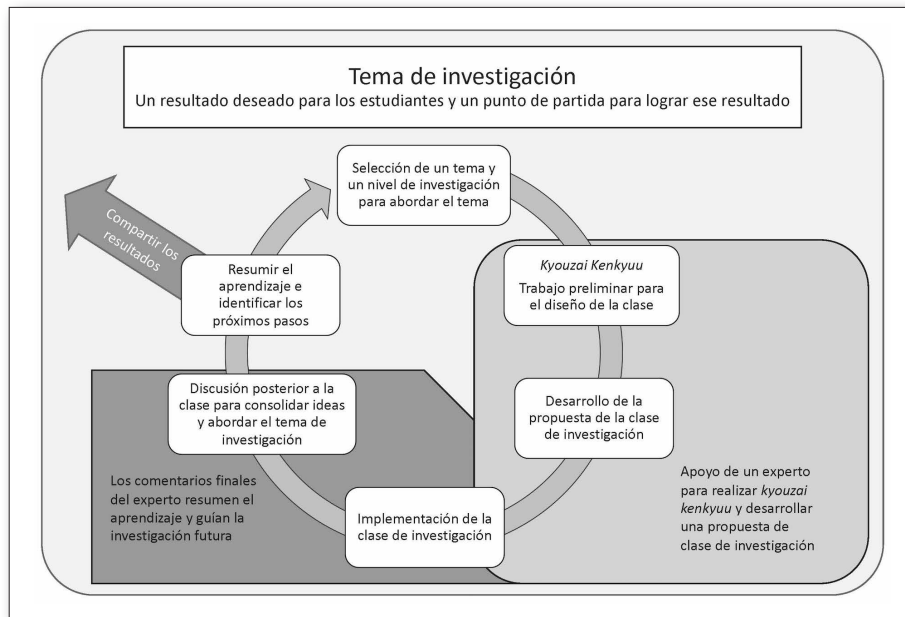 Tema de investigación
Un resultado deseado para los estudiantes y un punto de partida para lograr ese resultado
Selección de un tema y
un nivel de investigación
para abordar el tema
Kyouzai Kenkyuu
Trabajo preliminar para
el diseño de la clase
Desarrollo de la
propuesta de la clase
de investigación
Apoyo de un experto
para realizar kyouzai
kenkyuu y desarrollar
una propuesta de
clase de investigación
Implementación de la
clase de investigación
Discusión posterior a la
clase para consolidar ideas
y abordar el tema de
investigación
Los comentarios finales
del experto resumen el
aprendizaje y guían la
investigación futura
Resumir el
aprendizaje e
identificar los
próximos pasos
Compartir los
resultados